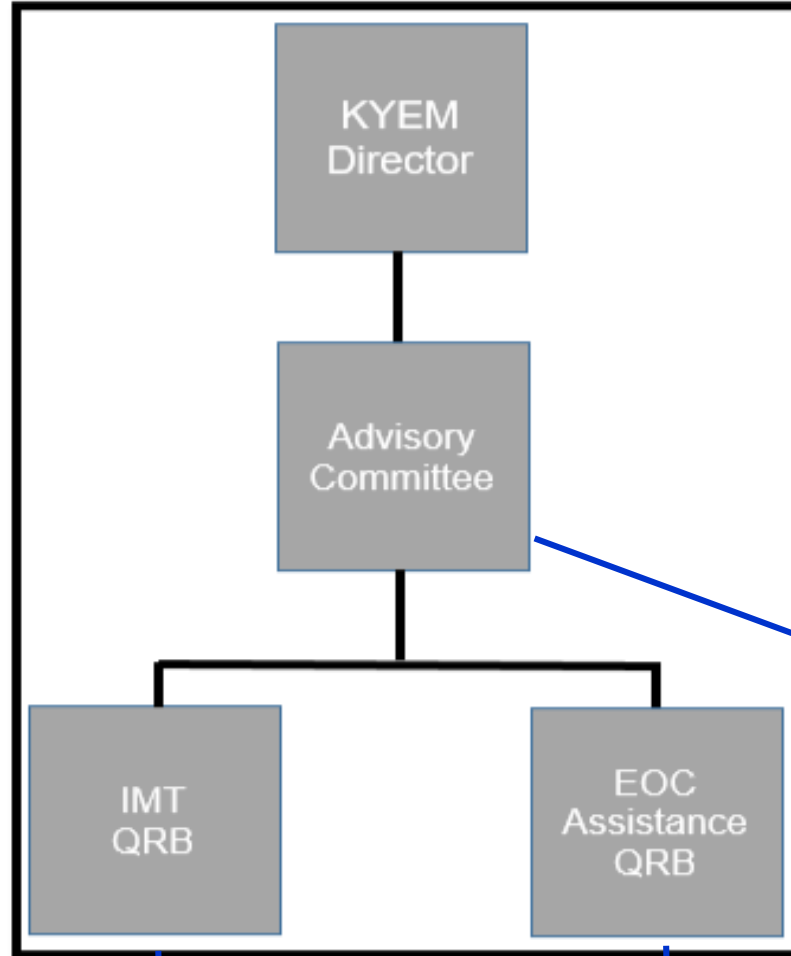 KYEM
Director
Advisory
Committee
IMT
QRB
EOC
Assistance
QRB